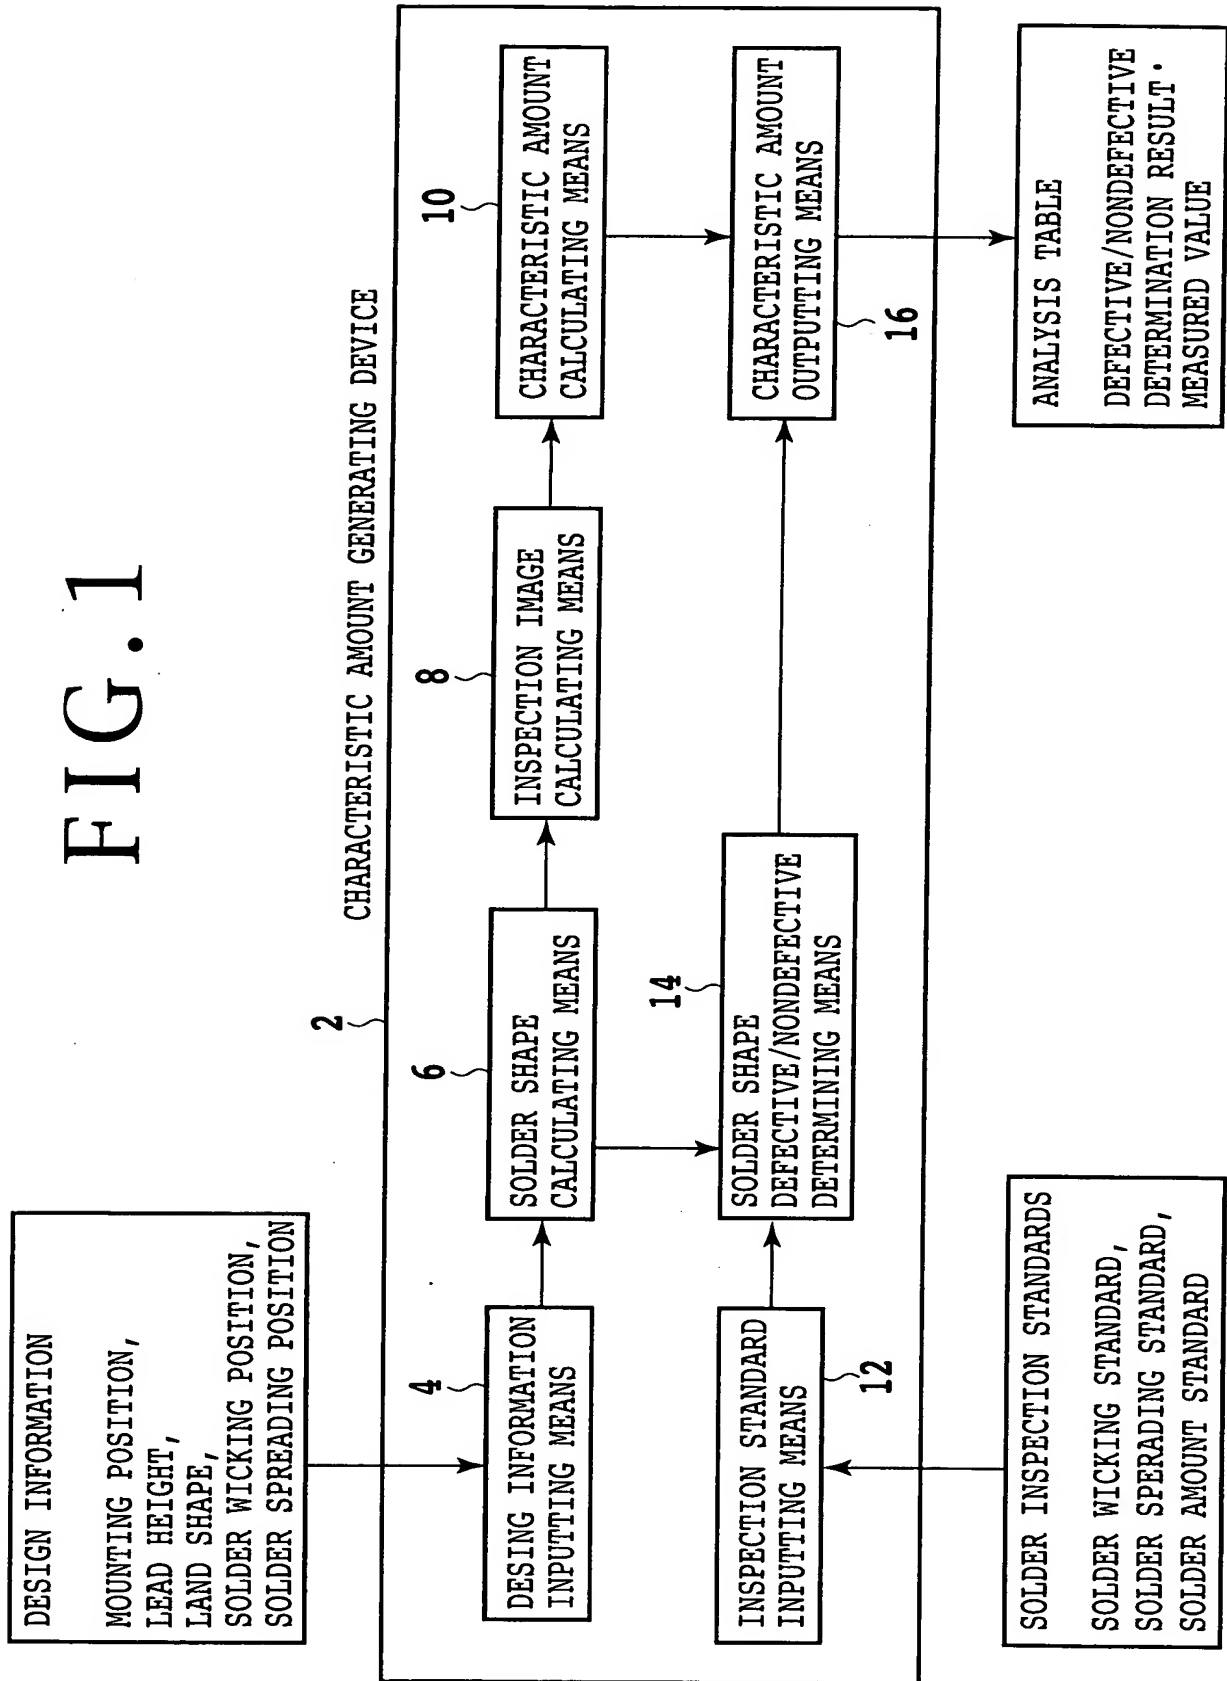 FIG.1
DESIGN INFORMATION
MOUNTING POSITION,
LEAD HEIGHT,
LAND SHAPE,
SOLDER WICKING POSITION,
SOLDER SPREADING POSITION
2
CHARACTERISTIC AMOUNT GENERATING DEVICE
4
DESING INFORMATION
INPUTTING MEANS
6
SOLDER SHAPE
CALCULATING MEANS
8
INSPECTION IMAGE
CALCULATING MEANS
10
CHARACTERISTIC AMOUNT
CALCULATING MEANS
INSPECTION STANDARD
INPUTTING MEANS
12
14
SOLDER SHAPE
DEFECTIVE/NONDEFECTIVE
DETERMINING MEANS
CHARACTERISTIC AMOUNT
OUTPUTTING MEANS
16
SOLDER INSPECTION STANDARDS
SOLDER WICKING STANDARD,
SOLDER SPERADING STANDARD,
SOLDER AMOUNT STANDARD
ANALYSIS TABLE
DEFECTIVE/NONDEFECTIVE
DETERMINATION RESULT·
MEASURED VALUE